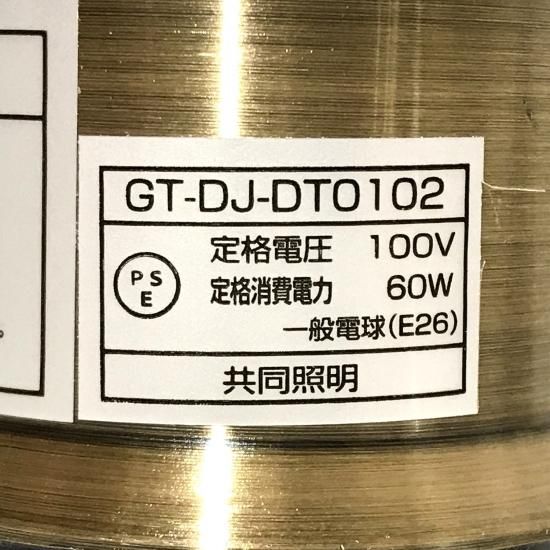 GT-DJ-DT0102
定格電圧 100V
PS
E
定格消費電力 60W
一般電球(E26)
共同照明